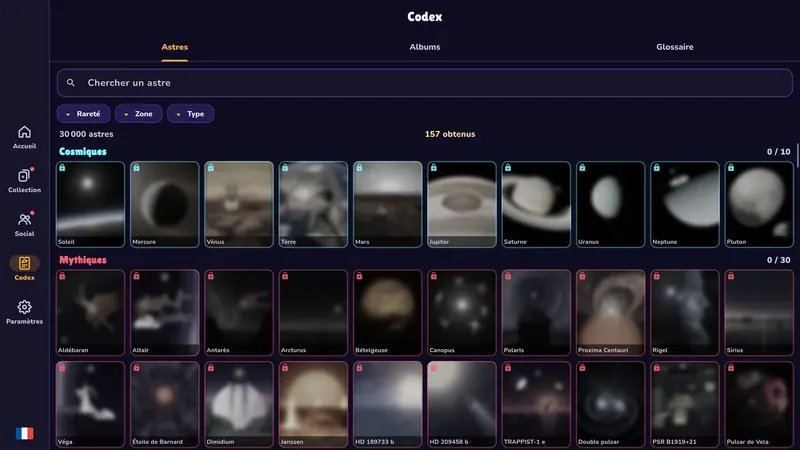 Codex
Astres
Albums
Glossaire
Chercher un astre
Rareté
Zone
Type
30 000 astres
157 obtenus
Cosmiques
0 / 10
Soleil
Mercure
Vénus
Terre
Mars
Jupiter
Saturne
Uranus
Neptune
Pluton
Mythiques
0 / 30
Aldébaran
Altaïr
Antarès
Arcturus
Bételgeuse
Canopus
Polaris
Proxima Centauri
Rigel
Sirius
Véga
Étoile de Barnard
Dimidium
Janssen
HD 189733 b
HD 209458 b
TRAPPIST-1 e
Double pulsar
PSR B1919+21
Pulsar de Vela
Accueil
Collection
Social
Codex
Paramètres